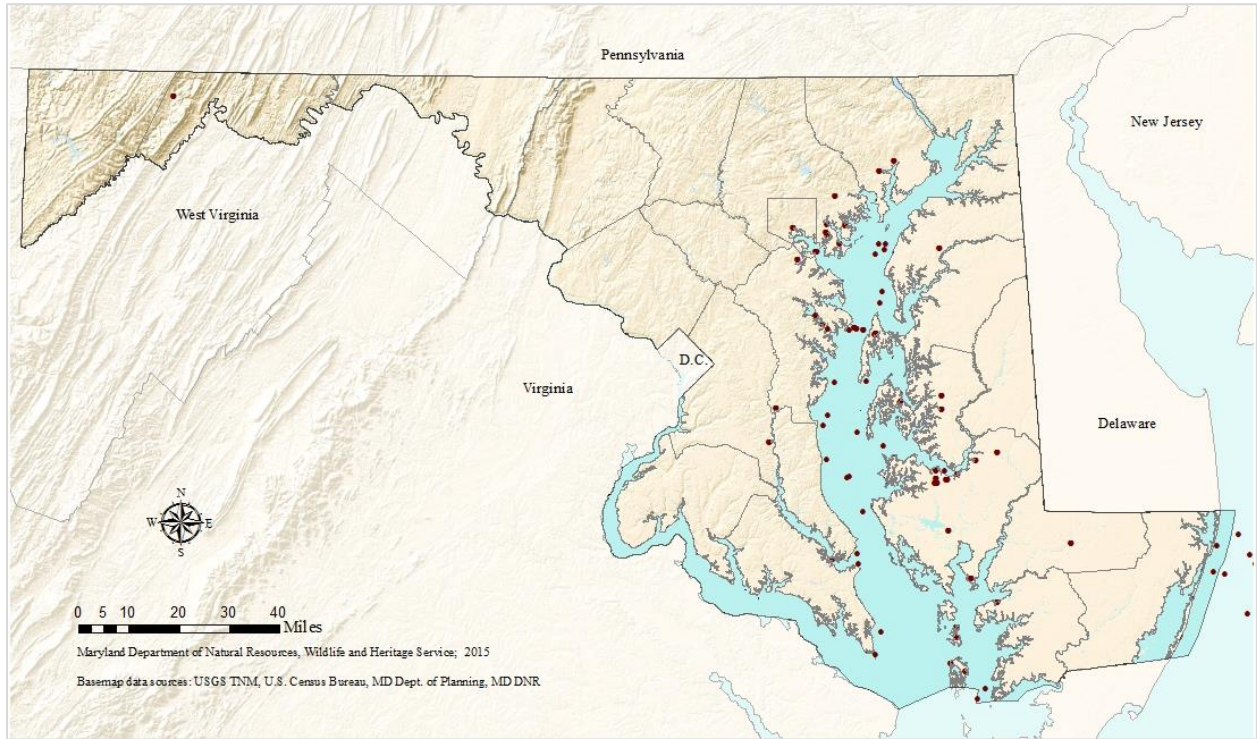 Pennsylvania
New Jersey
West Virginia
D.C.
Virginia
Delaware
N
W E
S
0 5 10 20 30 40
Miles
Maryland Department of Natural Resources, Wildlife and Heritage Service; 2015
Basemap data sources: USGS TNM, U.S. Census Bureau, MD Dept. of Planning, MD DNR